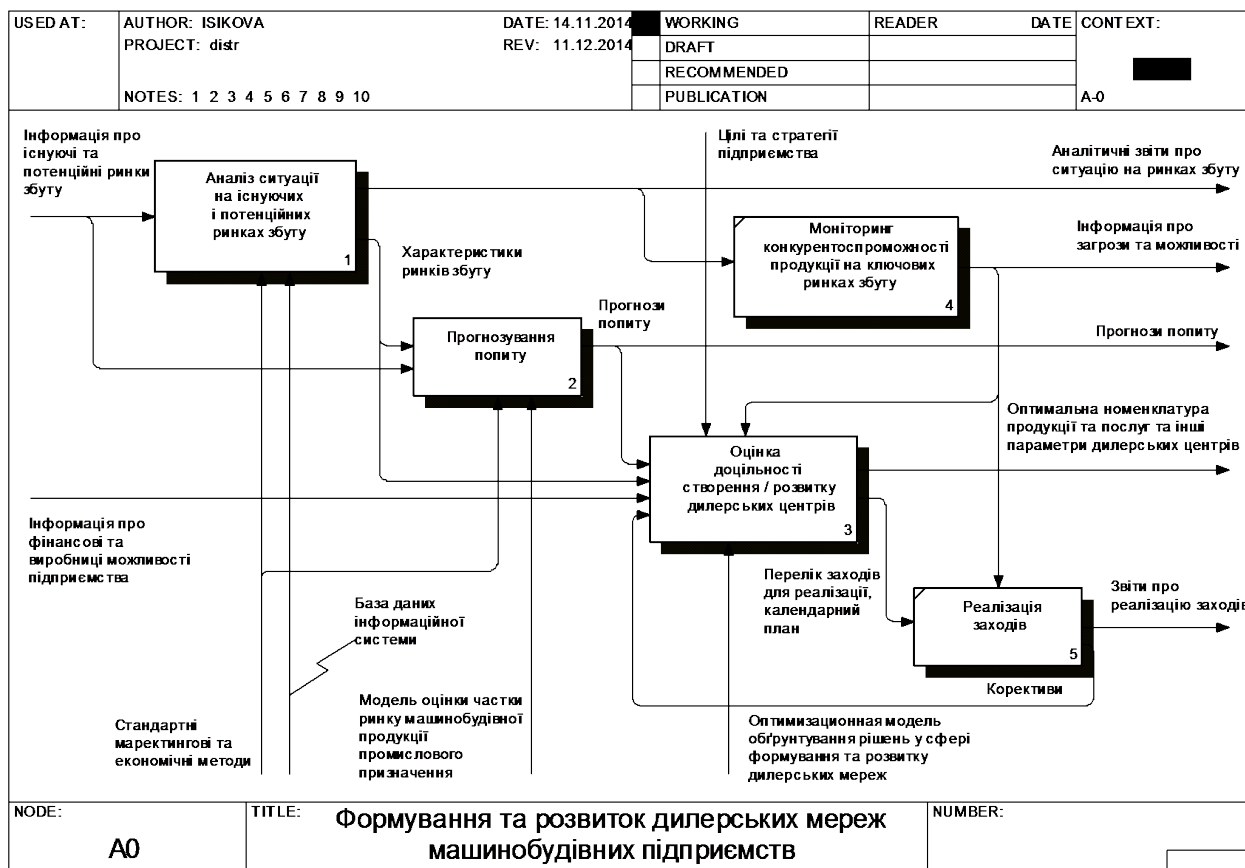 USED AT:
AUTHOR: ISIKOVA
DATE: 14.11.2014
PROJECT: distr
REV: 11.12.2014
NOTES: 1 2 3 4 5 6 7 8 9 10
WORKING
DRAFT
RECOMMENDED
PUBLICATION
READER
DATE
CONTEXT:
A-0
Інформація про
існуючі та
потенційні ринки
збуту
Аналіз ситуації
на існуючих
і потенційних
ринках збуту
1
Цілі та стратегії
підприємства
Аналітичні звіти про
ситуацію на ринках збуту
Моніторинг
конкурентоспроможності
продукції на ключових
ринках збуту
4
Інформація про
загрози та можливості
Характеристики
ринків збуту
Прогнози
попиту
Прогнозування
попиту
2
Прогнози попиту
Оптимальна номенклатура
продукції та послуг та інші
параметри дилерських центрів
Оцінка
доцільності
створення / розвитку
дилерських центрів
3
Інформація про
фінансові та
виробниці можливості
підприємства
Перелік заходів
для реалізації,
календарний
план
Реалізація
заходів
5
Звіти про
реалізацію заходів
База даних
інформаційної
системи
Корективи
Стандартні
маректингові та
економічні методи
Модель оцінки частки
ринку машинобудівної
продукції
промислового
призначення
Оптимизационная модель
обґрунтування рішень у сфері
формування та розвитку
дилерських мереж
NODE:
A0
TITLE:
Формування та розвиток дилерських мереж
машинобудівних підприємств
NUMBER: